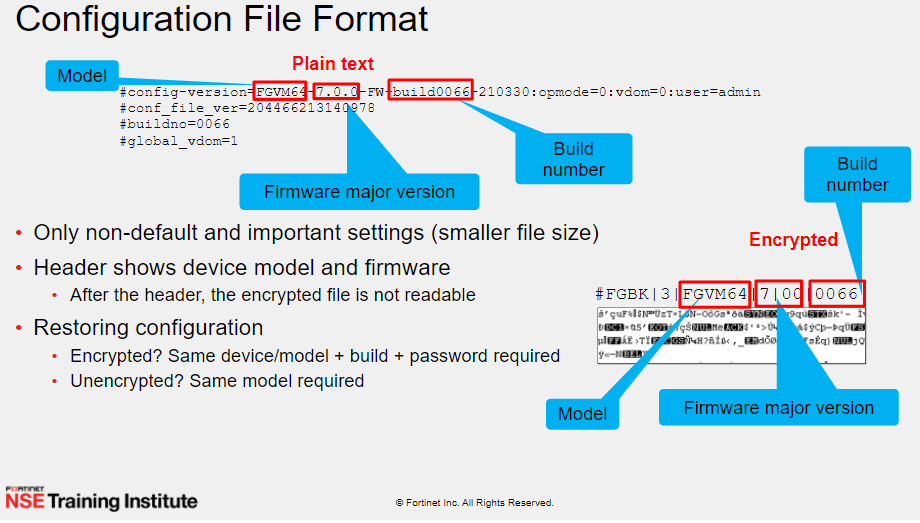 Configuration File Format
Plain text
Model
#config-version=FGVM64-7.0.0-FW-build0066-210330:opmode=0:vdom=0:user=admin
#conf_file_ver=204466213140978
#buildno=0066
#global_vdom=1
Build
number
Firmware major version
Build
number
• Only non-default and important settings (smaller file size)
Encrypted
• Header shows device model and firmware
• After the header, the encrypted file is not readable
#FGBK|3|FGVM64|7|00|0066
• Restoring configuration
• Encrypted? Same device/model + build + password required
• Unencrypted? Same model required
Model
Firmware major version
FORTINET
NSE Training Institute
© Fortinet Inc. All Rights Reserved.